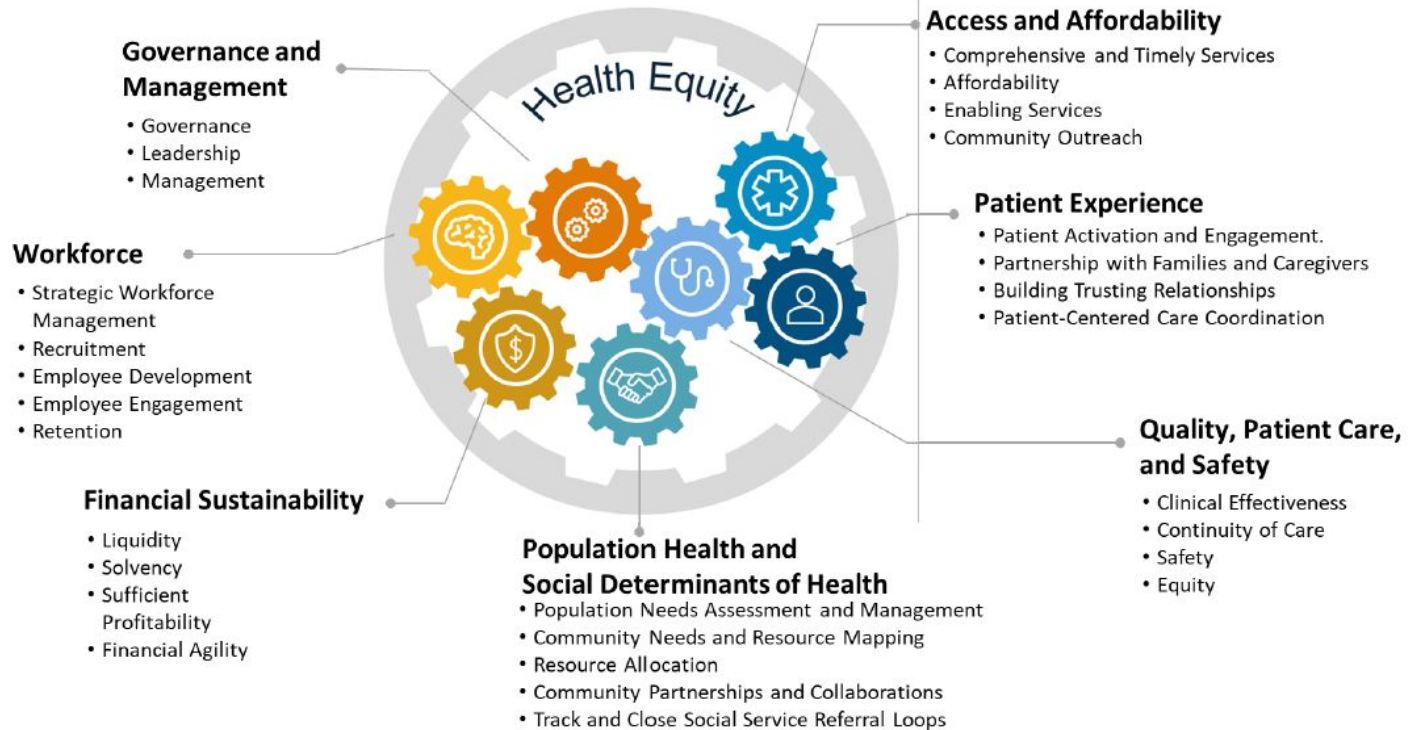 Health Equity
Governance and
Management
• Governance
• Leadership
• Management
Workforce
• Strategic Workforce
Management
• Recruitment
• Employee Development
• Employee Engagement
• Retention
Financial Sustainability
• Liquidity
• Solvency
• Sufficient
Profitability
• Financial Agility
$
Population Health and
Social Determinants of Health
• Population Needs Assessment and Management
• Community Needs and Resource Mapping
• Resource Allocation
• Community Partnerships and Collaborations
• Track and Close Social Service Referral Loops
Access and Affordability
• Comprehensive and Timely Services
• Affordability
• Enabling Services
• Community Outreach
Patient Experience
• Patient Activation and Engagement.
• Partnership with Families and Caregivers
• Building Trusting Relationships
• Patient-Centered Care Coordination
Quality, Patient Care,
and Safety
• Clinical Effectiveness
• Continuity of Care
• Safety
• Equity